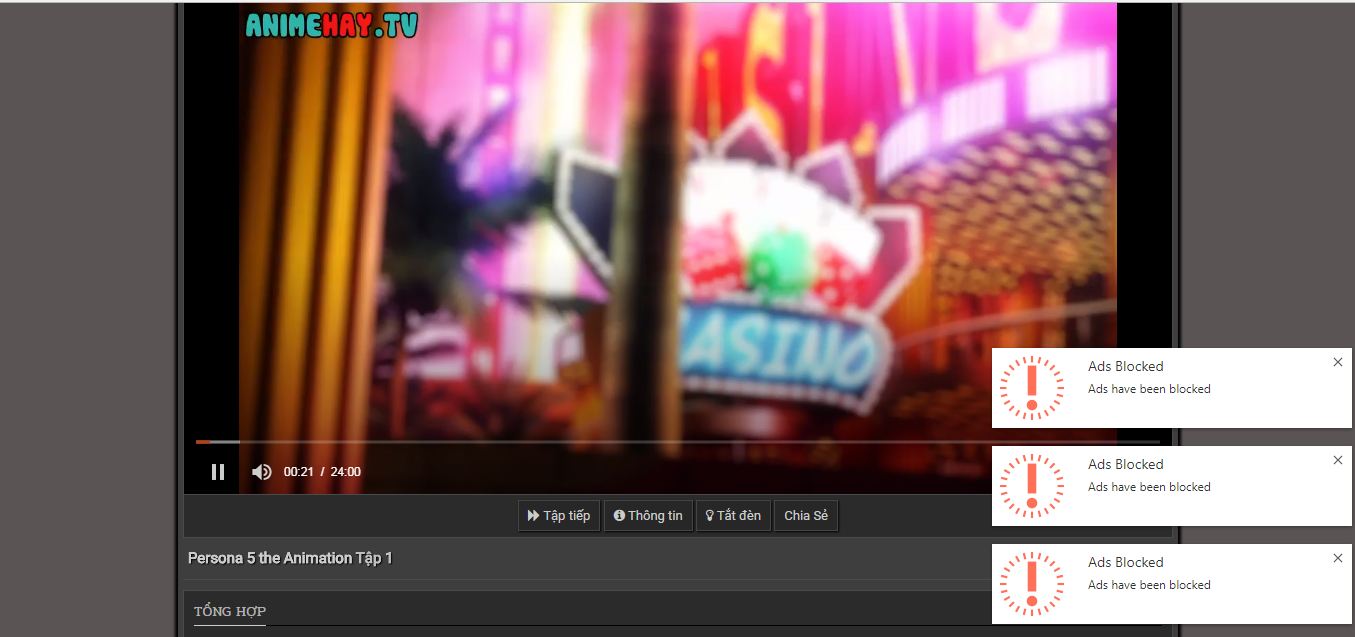 ANIMEHAY.TV
CASINO
00:21 / 24:00
Tập tiếp
Thông tin
Tắt đèn
Chia Sẻ
Persona 5 the Animation Tập 1
TỔNG HỢP
Ads Blocked
Ads have been blocked
Ads Blocked
Ads have been blocked
Ads Blocked
Ads have been blocked